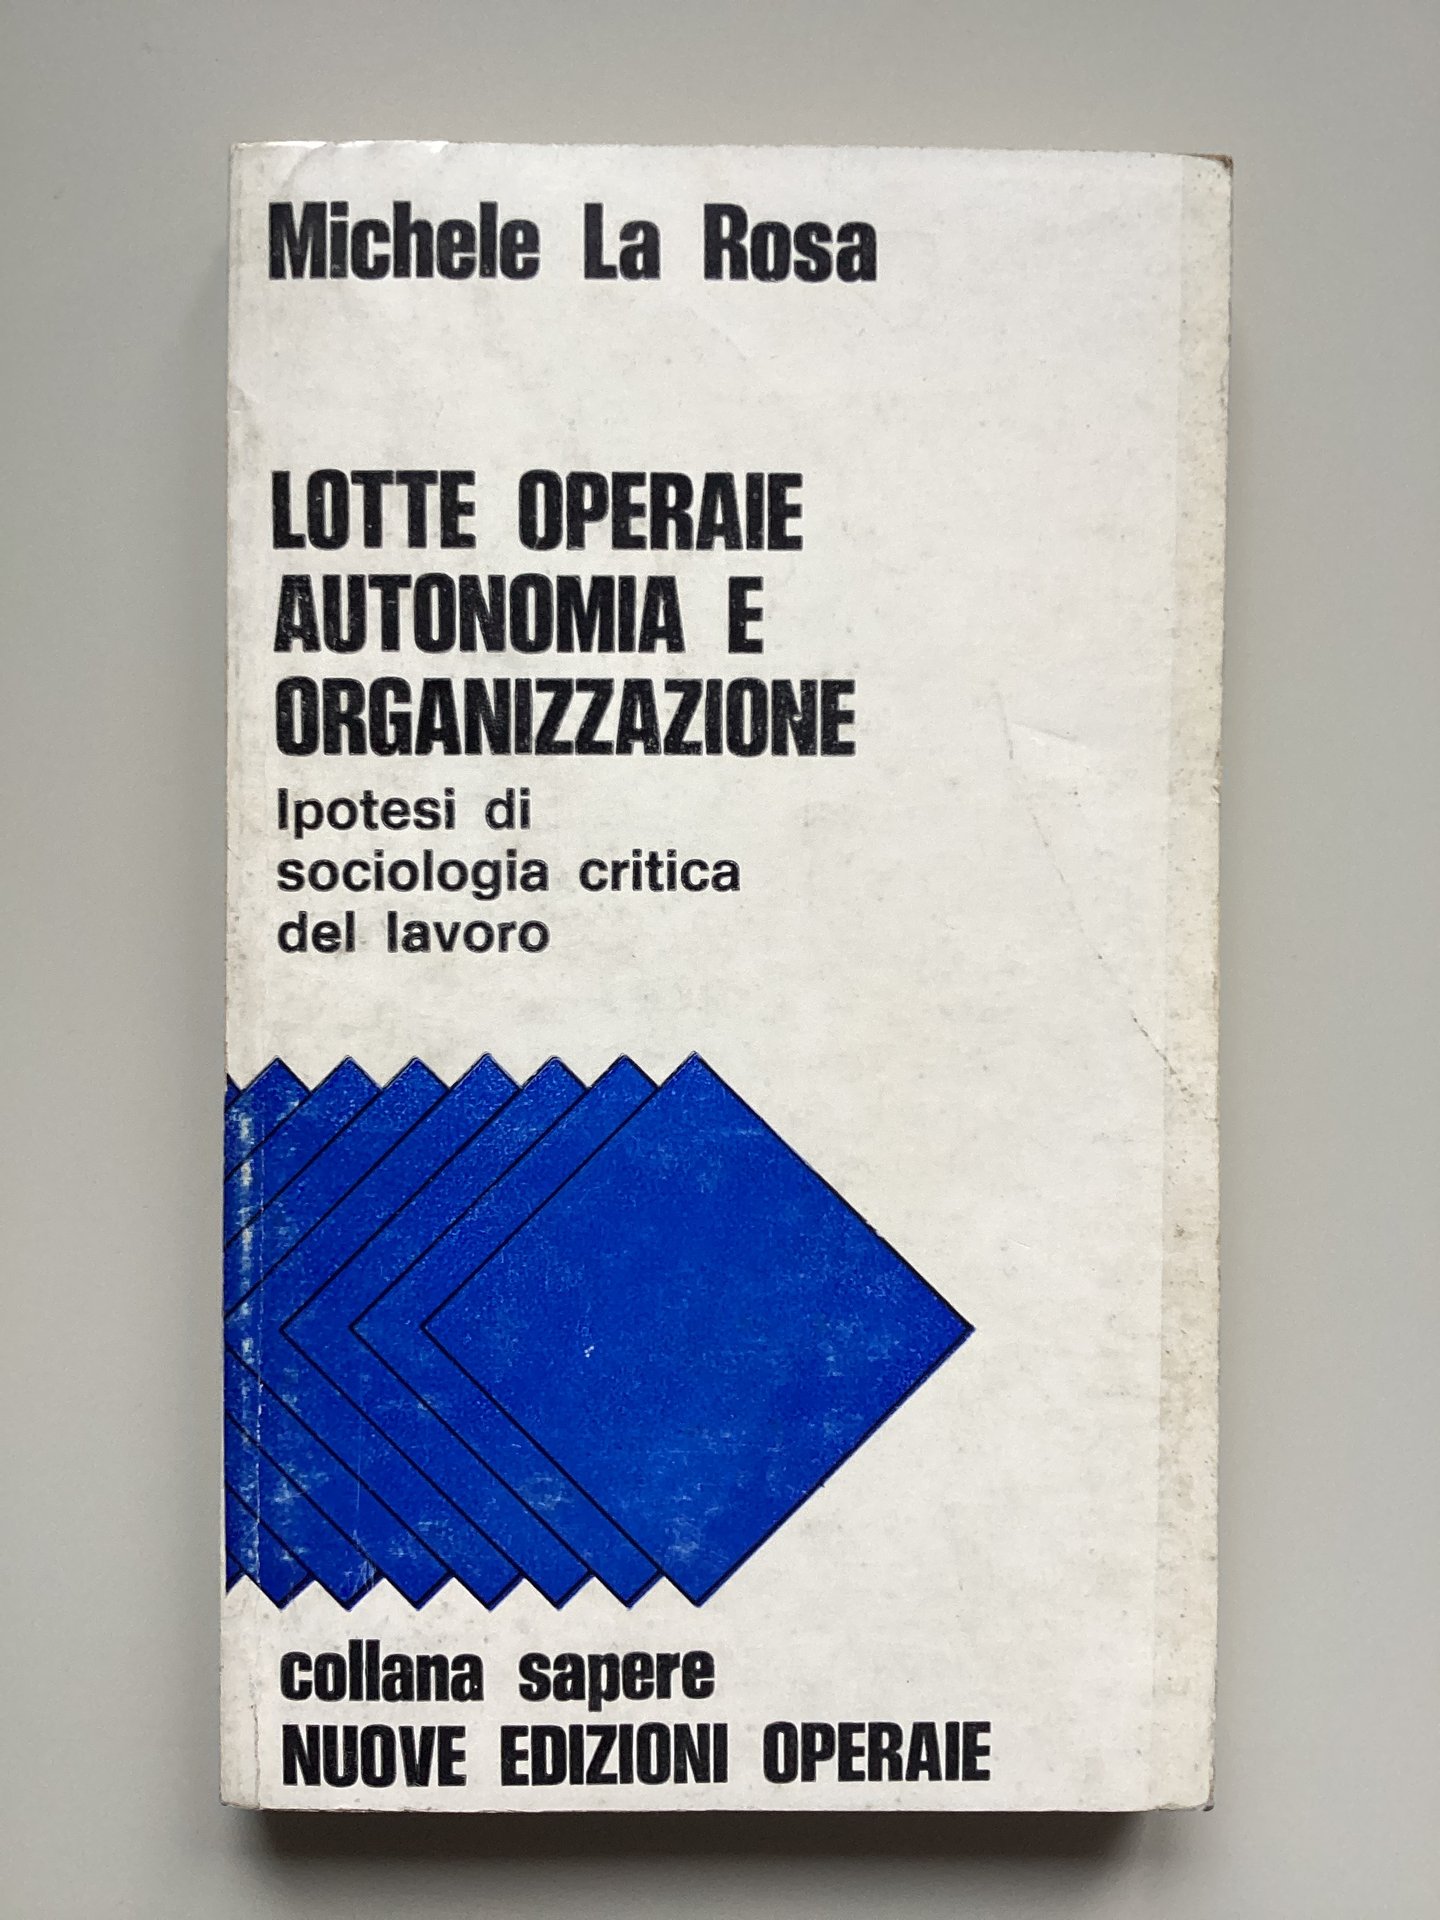 Michele La Rosa
LOTTE OPERAIE
AUTONOMIA E
ORGANIZZAZIONE
Ipotesi di
sociologia critica
del lavoro
collana sapere
NUOVE EDIZIONI OPERAIE